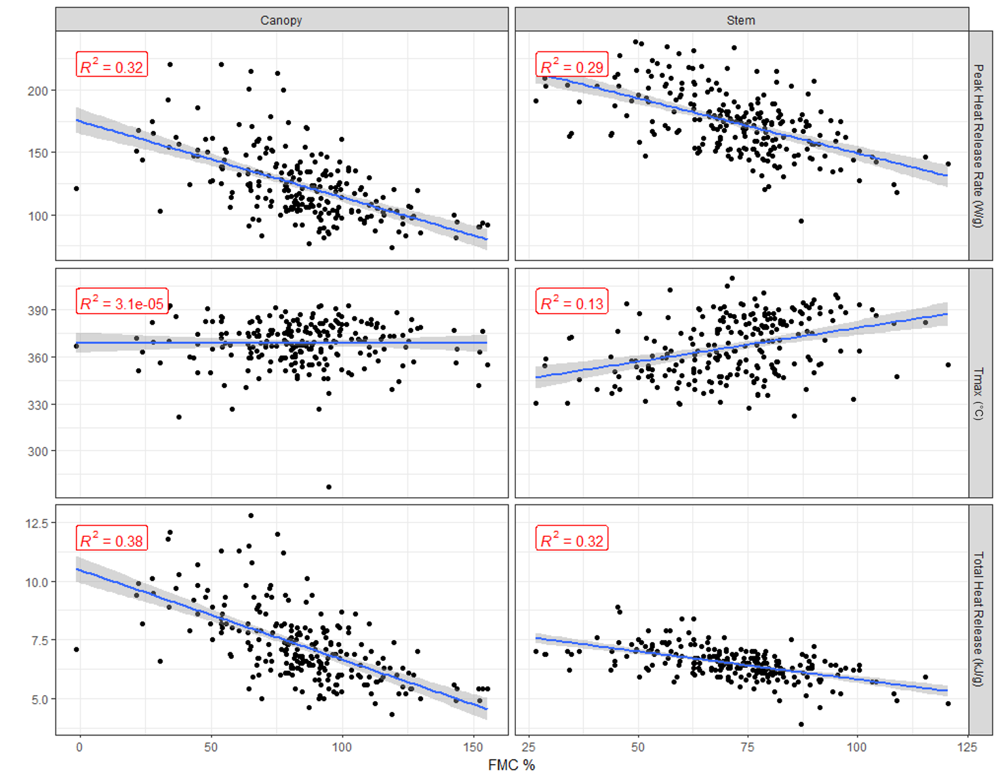 Canopy
Stem
R² = 0.32
R² = 0.29
200
150
100
Peak Heat Release Rate (W/g)
R² = 3.1e-05
R² = 0.13
390
360
330
300
Tmax (°C)
R² = 0.38
R² = 0.32
12.5
10.0
7.5
5.0
Total Heat Release (kJ/g)
0 50 100 150 25 50 75 100 125
FMC %